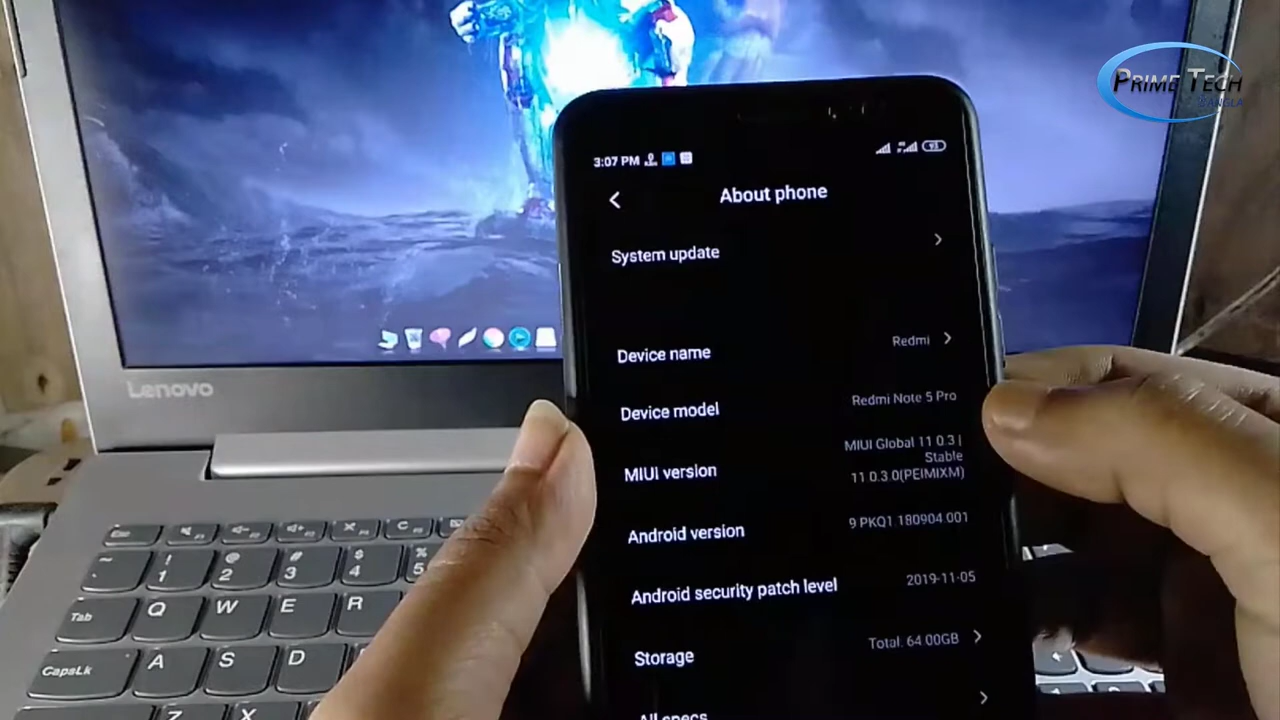 PRIME TECH
BANGLA
3:07 PM
93
About phone
System update
Device name
Redmi
Device model
Redmi Note 5 Pro
MIUI version
MIUI Global 11 0.3 |
Stable
11 0.3.0(PEIMIXM)
Android version
9 PKQ1 180904 001
Android security patch level
2019-11-05
Storage
Total: 64.00GB
All specs
Lenovo
Esc
~ ! @ # $ %
1 2 3 4 5
Tab Q W E R
CapsLk A S D
Z X